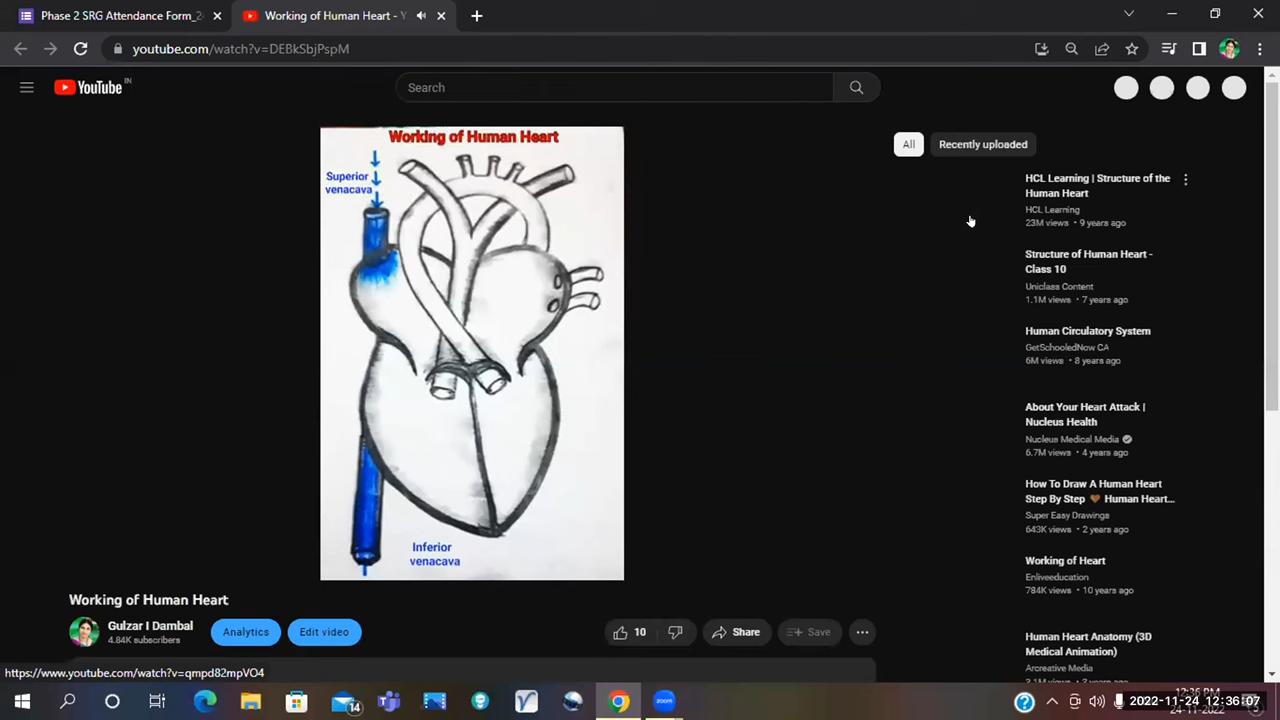 Phase 2 SRG Attendance Form_2
Working of Human Heart - Y
youtube.com/watch?v=DEBkSbjPspM
YouTube IN
Search
Working of Human Heart
Superior
venacava
Inferior
venacava
All
Recently uploaded
HCL Learning | Structure of the
Human Heart
HCL Learning
23M views • 9 years ago
Structure of Human Heart -
Class 10
Uniclass Content
1.1M views • 7 years ago
Human Circulatory System
GetSchooledNow CA
6M views • 8 years ago
About Your Heart Attack |
Nucleus Health
Nucleus Medical Media
6.7M views • 4 years ago
How To Draw A Human Heart
Step By Step 🤎 Human Heart...
Super Easy Drawings
643K views • 2 years ago
Working of Heart
Enliveeducation
784K views • 10 years ago
Human Heart Anatomy (3D
Medical Animation)
Arcreative Media
Working of Human Heart
Gulzar I Dambal
4.84K subscribers
Analytics
Edit video
10
Share
Save
https://www.youtube.com/watch?v=qmpd82mpVO4
14
zoom
2022-11-24 12:36:07
24-11-2022